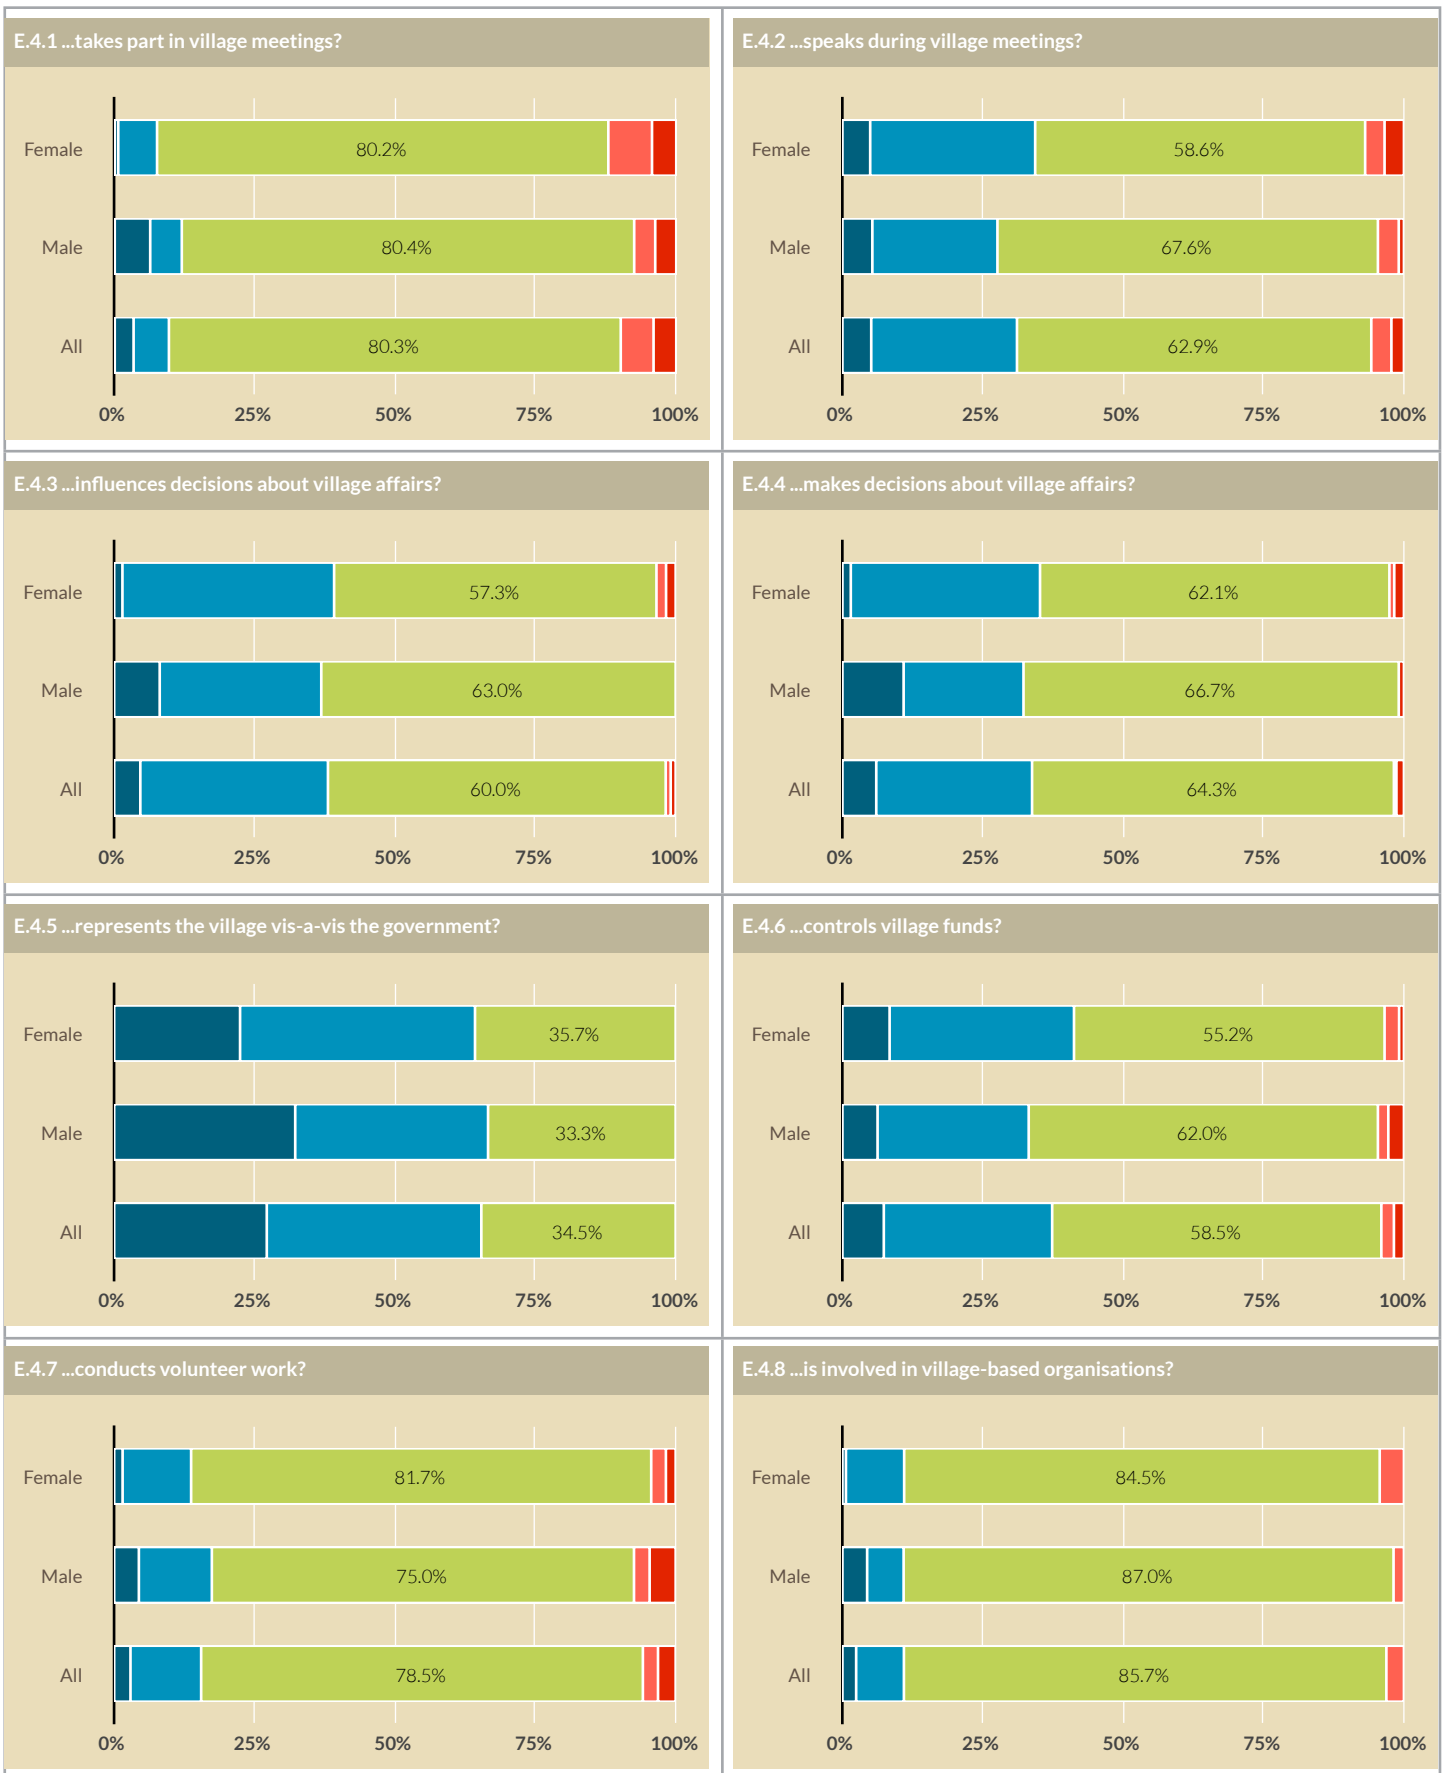 E.4.1 ...takes part in village meetings?
Female
80.2%
Male
80.4%
All
80.3%
0% 25% 50% 75% 100%
E.4.2 ...speaks during village meetings?
Female
58.6%
Male
67.6%
All
62.9%
0% 25% 50% 75% 100%
E.4.3 ...influences decisions about village affairs?
Female
57.3%
Male
63.0%
All
60.0%
0% 25% 50% 75% 100%
E.4.4 ...makes decisions about village affairs?
Female
62.1%
Male
66.7%
All
64.3%
0% 25% 50% 75% 100%
E.4.5 ...represents the village vis-a-vis the government?
Female
35.7%
Male
33.3%
All
34.5%
0% 25% 50% 75% 100%
E.4.6 ...controls village funds?
Female
55.2%
Male
62.0%
All
58.5%
0% 25% 50% 75% 100%
E.4.7 ...conducts volunteer work?
Female
81.7%
Male
75.0%
All
78.5%
0% 25% 50% 75% 100%
E.4.8 ...is involved in village-based organisations?
Female
84.5%
Male
87.0%
All
85.7%
0% 25% 50% 75% 100%